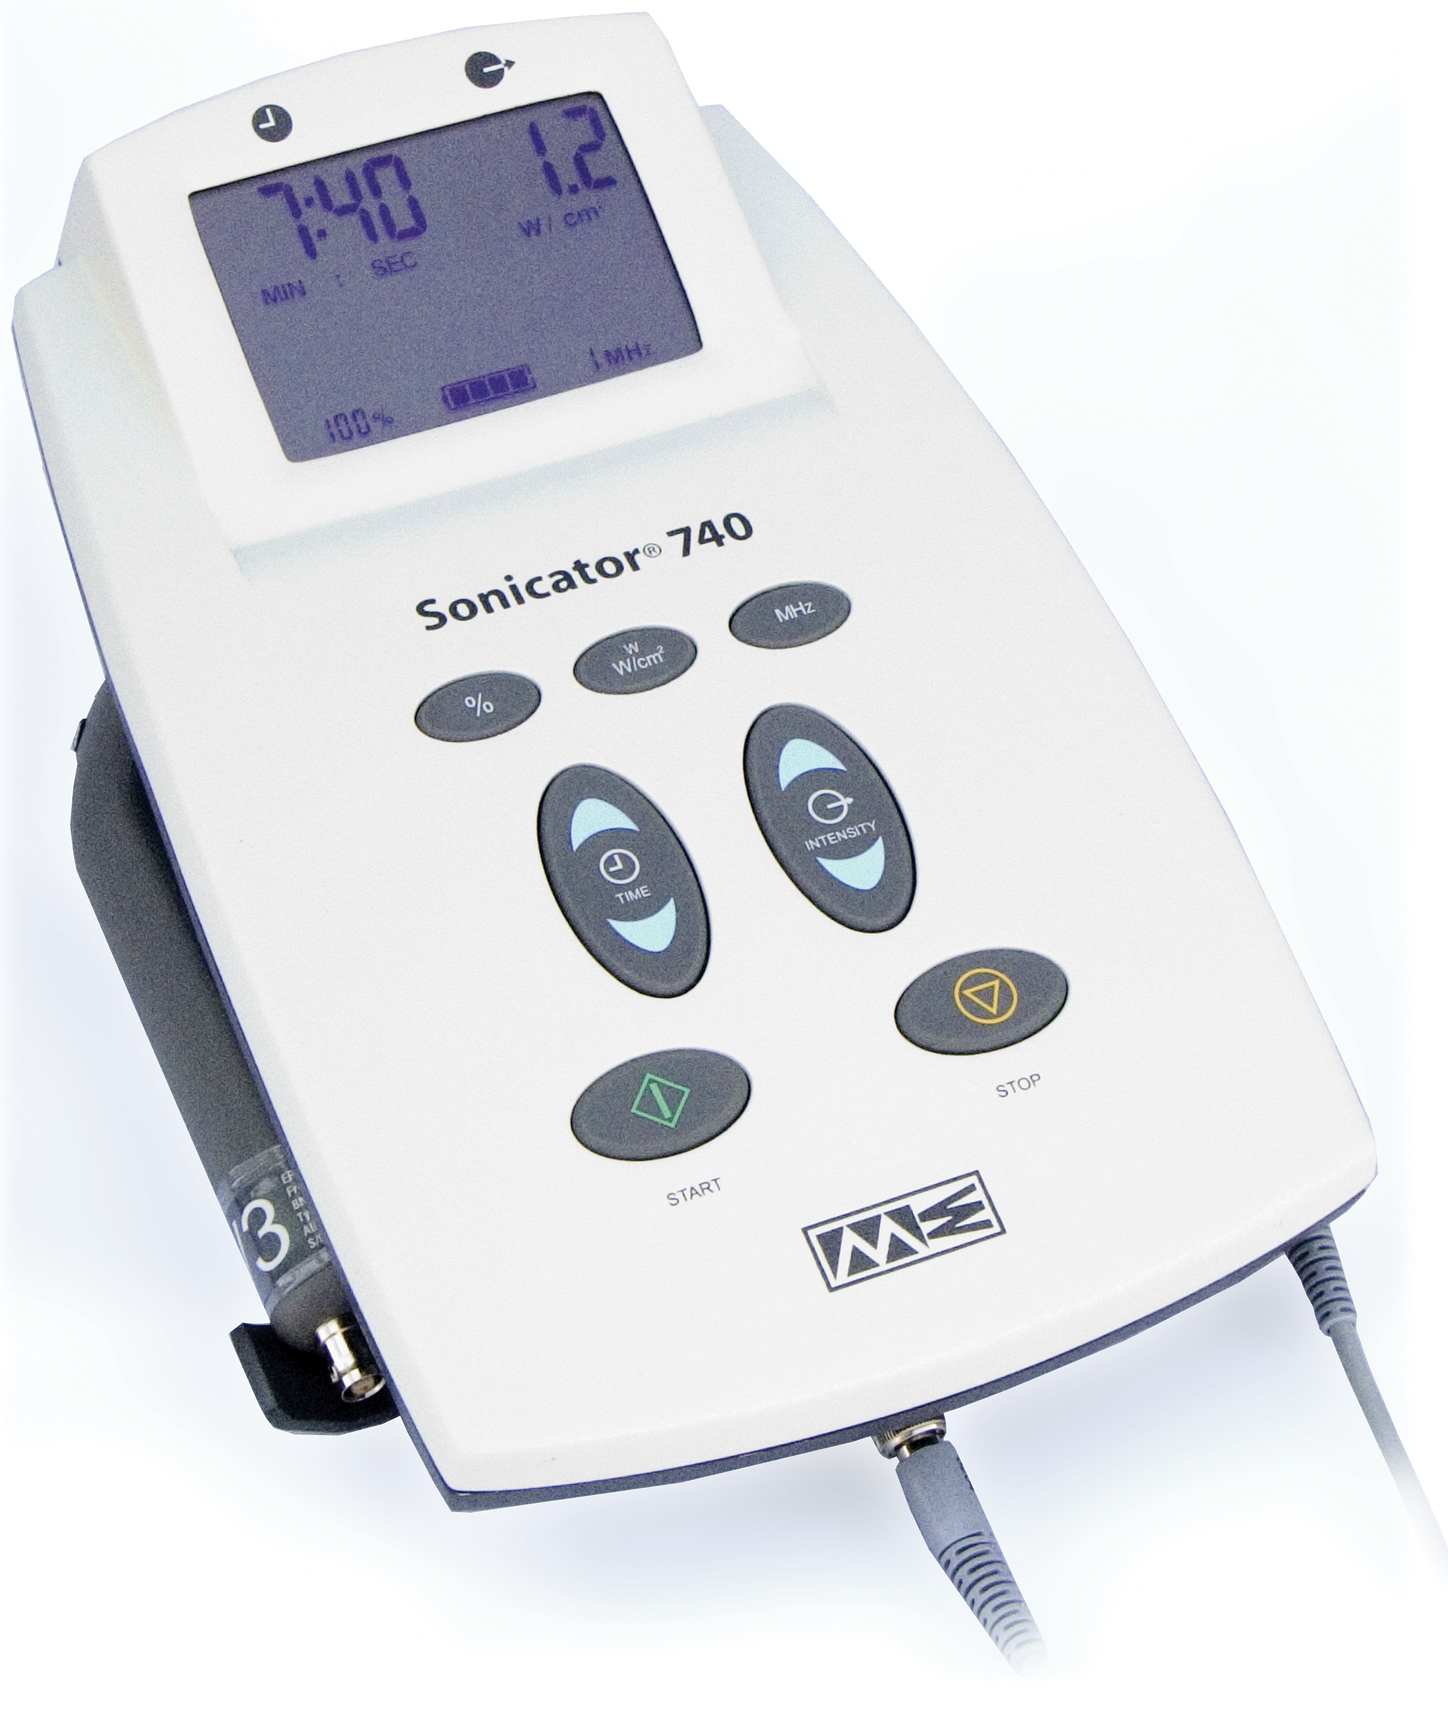 7:40 1.2
MIN : SEC W/ cm²
100% 1 MHz
Sonicator® 740
% W MHz
W/cm²
TIME INTENSITY
START STOP
3